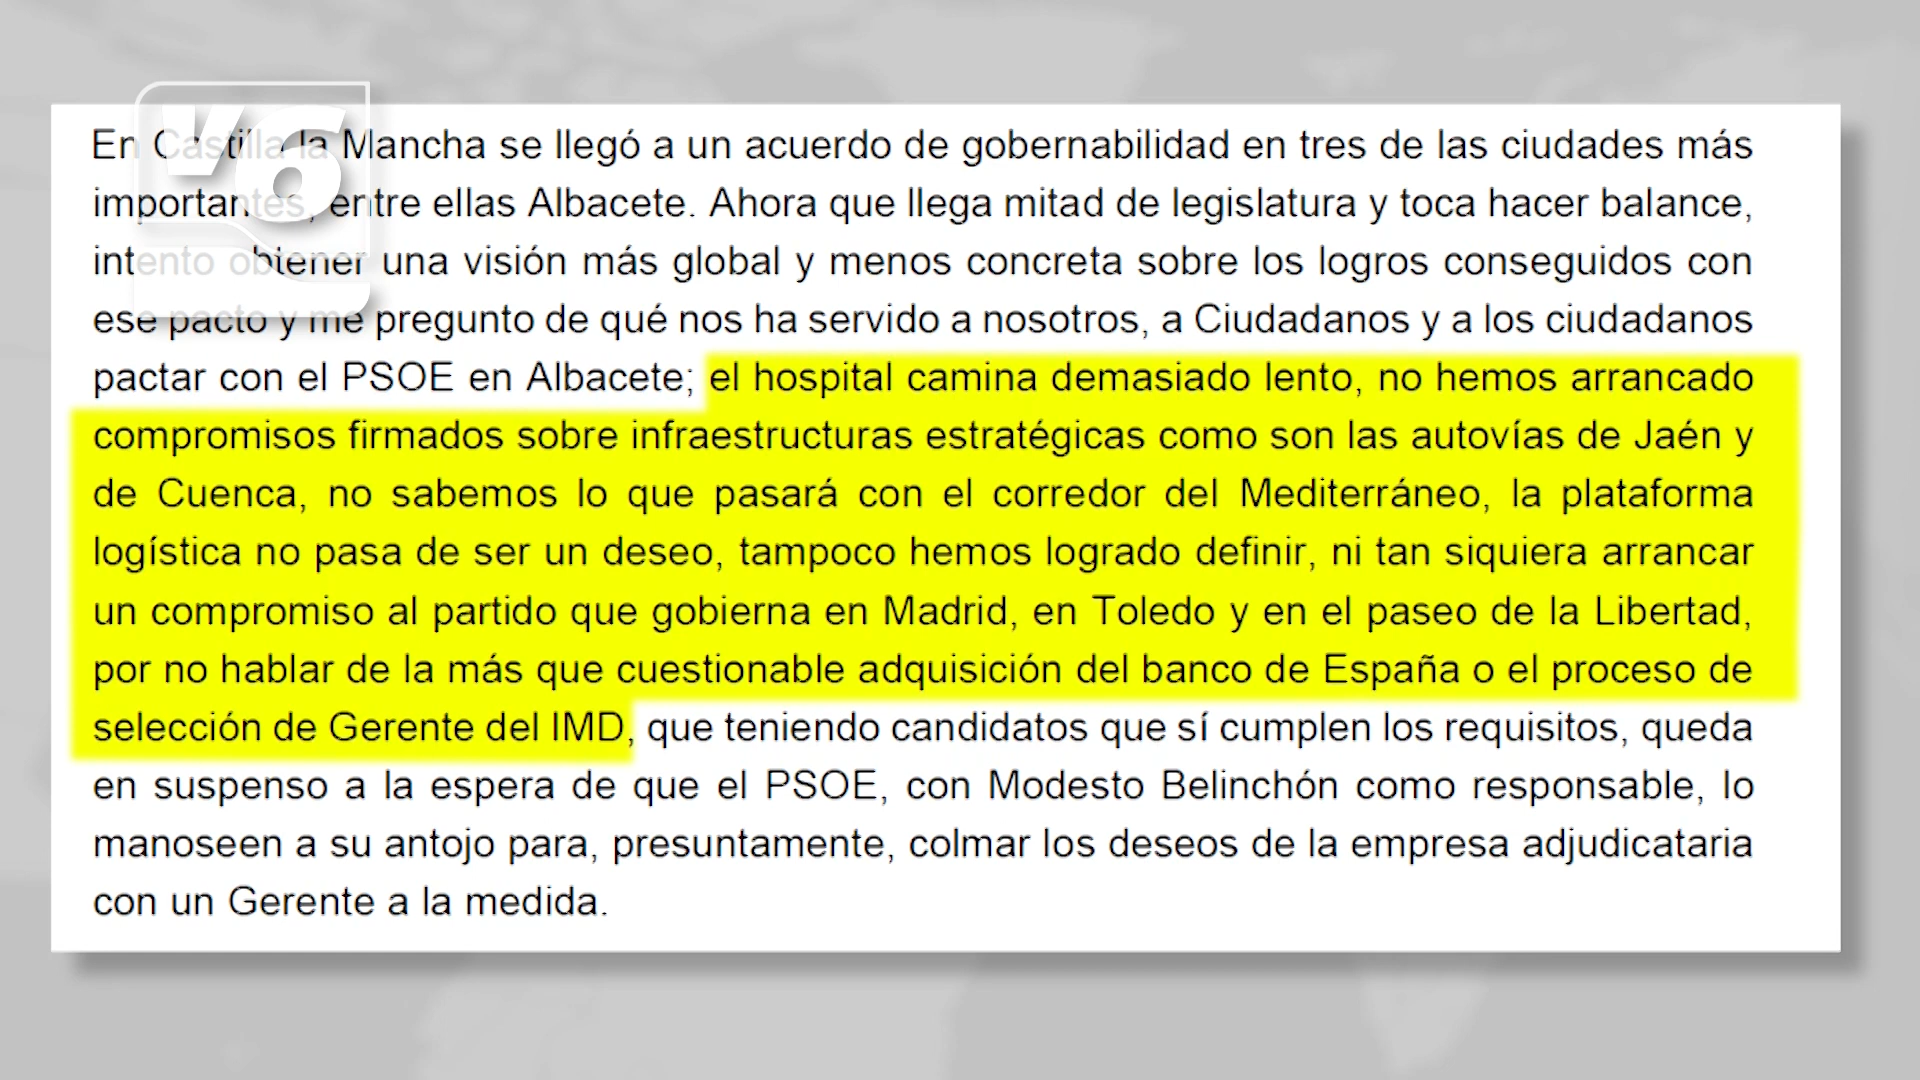 V6
En Castilla la Mancha se llegó a un acuerdo de gobernabilidad en tres de las ciudades más
importantes, entre ellas Albacete. Ahora que llega mitad de legislatura y toca hacer balance,
intento obtener una visión más global y menos concreta sobre los logros conseguidos con
ese pacto y me pregunto de qué nos ha servido a nosotros, a Ciudadanos y a los ciudadanos
pactar con el PSOE en Albacete; el hospital camina demasiado lento, no hemos arrancado
compromisos firmados sobre infraestructuras estratégicas como son las autovías de Jaén y
de Cuenca, no sabemos lo que pasará con el corredor del Mediterráneo, la plataforma
logística no pasa de ser un deseo, tampoco hemos logrado definir, ni tan siquiera arrancar
un compromiso al partido que gobierna en Madrid, en Toledo y en el paseo de la Libertad,
por no hablar de la más que cuestionable adquisición del banco de España o el proceso de
selección de Gerente del IMD, que teniendo candidatos que sí cumplen los requisitos, queda
en suspenso a la espera de que el PSOE, con Modesto Belinchón como responsable, lo
manoseen a su antojo para, presuntamente, colmar los deseos de la empresa adjudicataria
con un Gerente a la medida.